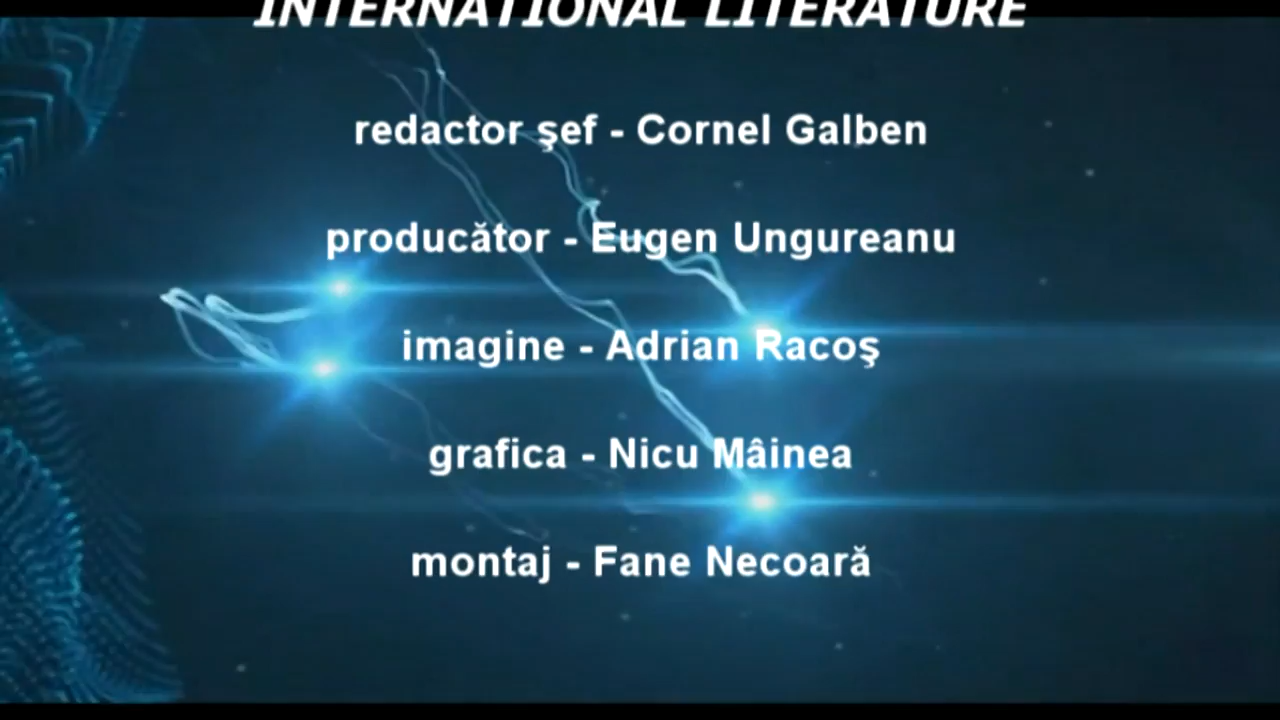 INTERNATIONAL LITERATURE
redactor şef - Cornel Galben
producător - Eugen Ungureanu
imagine - Adrian Racoş
grafica - Nicu Mâinea
montaj - Fane Necoară